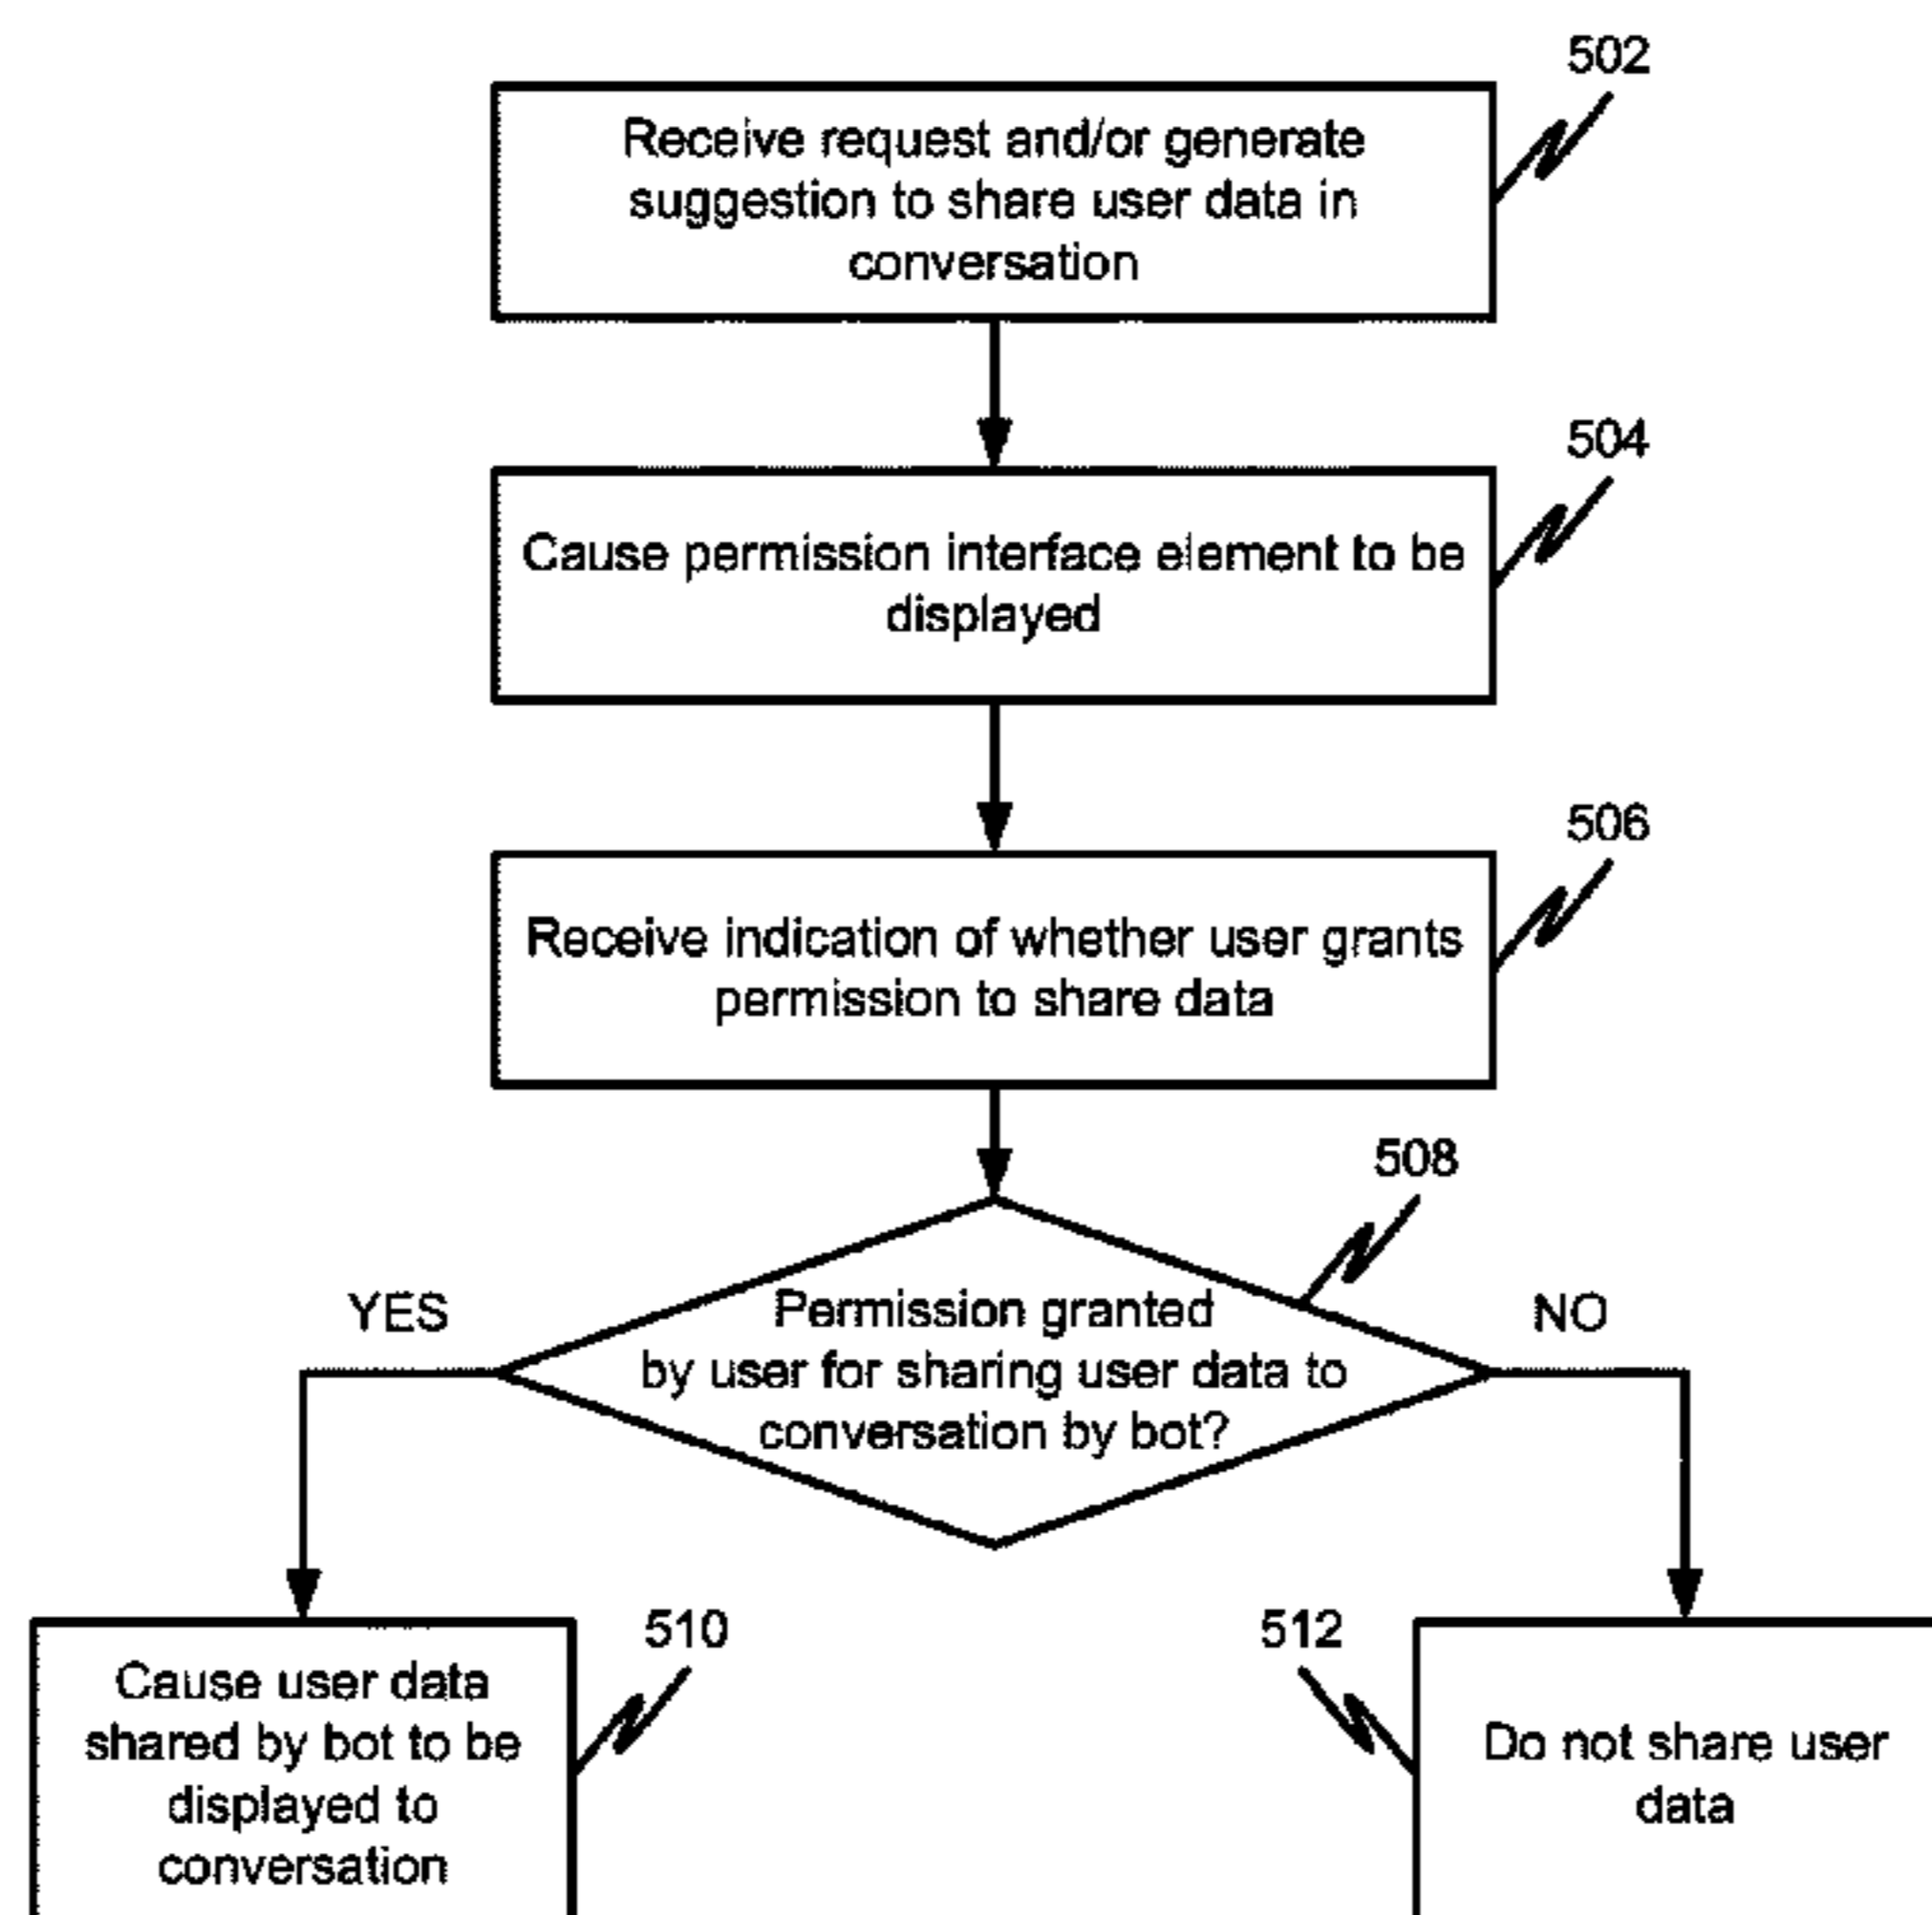 502
Receive request and/or generate
suggestion to share user data in
conversation
504
Cause permission interface element to be
displayed
506
Receive indication of whether user grants
permission to share data
508
YES
Permission granted
by user for sharing user data to
conversation by bot?
NO
510
Cause user data
shared by bot to be
displayed to
conversation
512
Do not share user
data